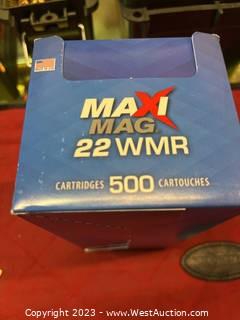 MAXI
MAG
22 WMR
CARTRIDGES 500 CARTOUCHES
Copyright © 2023 - www.WestAuction.com